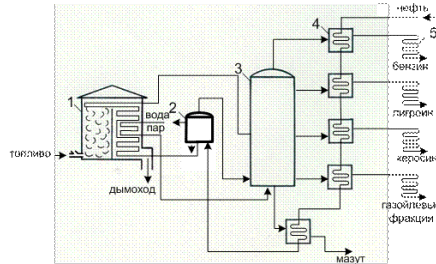 нефть
4
5
бензин
3
1
вода 2
пар
лигроин
керосин
топливо
дымоход
газойлевые
фракции
мазут